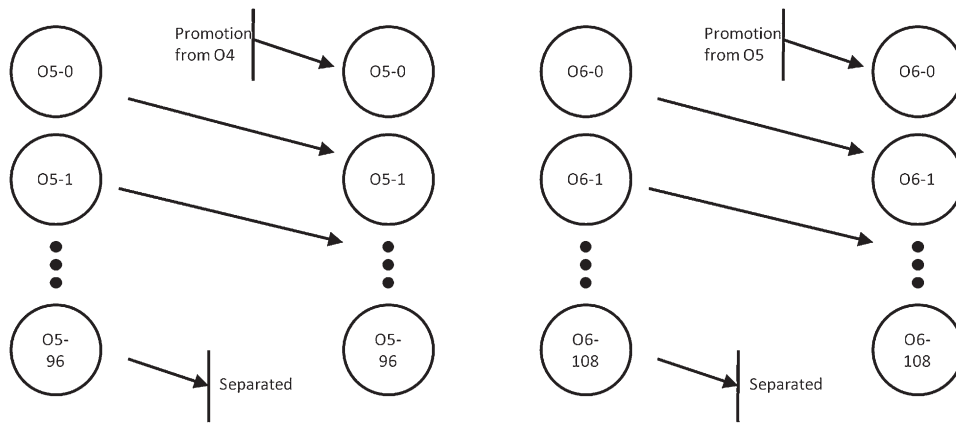 Promotion
from O4
O5-0
O5-0
O5-1
O5-1
O5-
96
O5-
96
Separated
Promotion
from O5
O6-0
O6-0
O6-1
O6-1
O6-
108
O6-
108
Separated